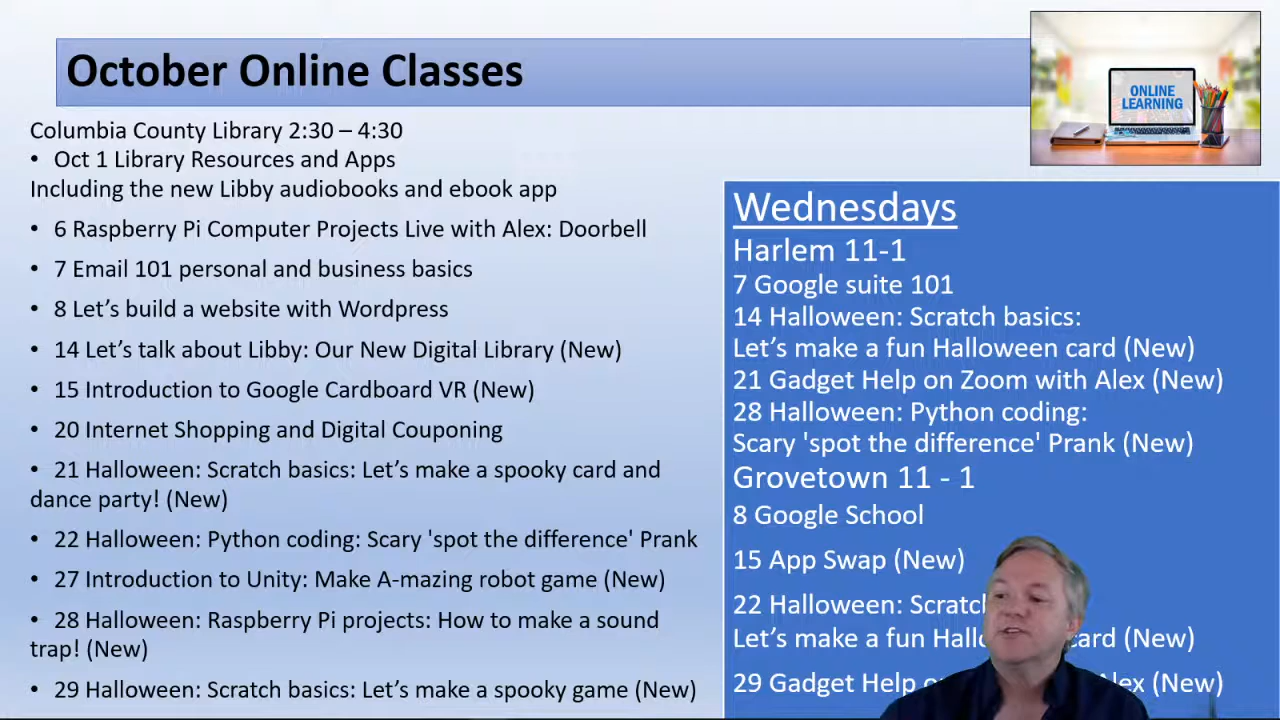 October Online Classes
ONLINE
LEARNING
Columbia County Library 2:30 – 4:30
• Oct 1 Library Resources and Apps
Including the new Libby audiobooks and ebook app
• 6 Raspberry Pi Computer Projects Live with Alex: Doorbell
• 7 Email 101 personal and business basics
• 8 Let's build a website with Wordpress
• 14 Let's talk about Libby: Our New Digital Library (New)
• 15 Introduction to Google Cardboard VR (New)
• 20 Internet Shopping and Digital Couponing
• 21 Halloween: Scratch basics: Let's make a spooky card and
dance party! (New)
• 22 Halloween: Python coding: Scary 'spot the difference' Prank
• 27 Introduction to Unity: Make A-mazing robot game (New)
• 28 Halloween: Raspberry Pi projects: How to make a sound
trap! (New)
• 29 Halloween: Scratch basics: Let's make a spooky game (New)
Wednesdays
Harlem 11-1
7 Google suite 101
14 Halloween: Scratch basics:
Let's make a fun Halloween card (New)
21 Gadget Help on Zoom with Alex (New)
28 Halloween: Python coding:
Scary 'spot the difference' Prank (New)
Grovetown 11 - 1
8 Google School
15 App Swap (New)
22 Halloween:
Let's make a fun card (New)
29 Gadget Help (New)